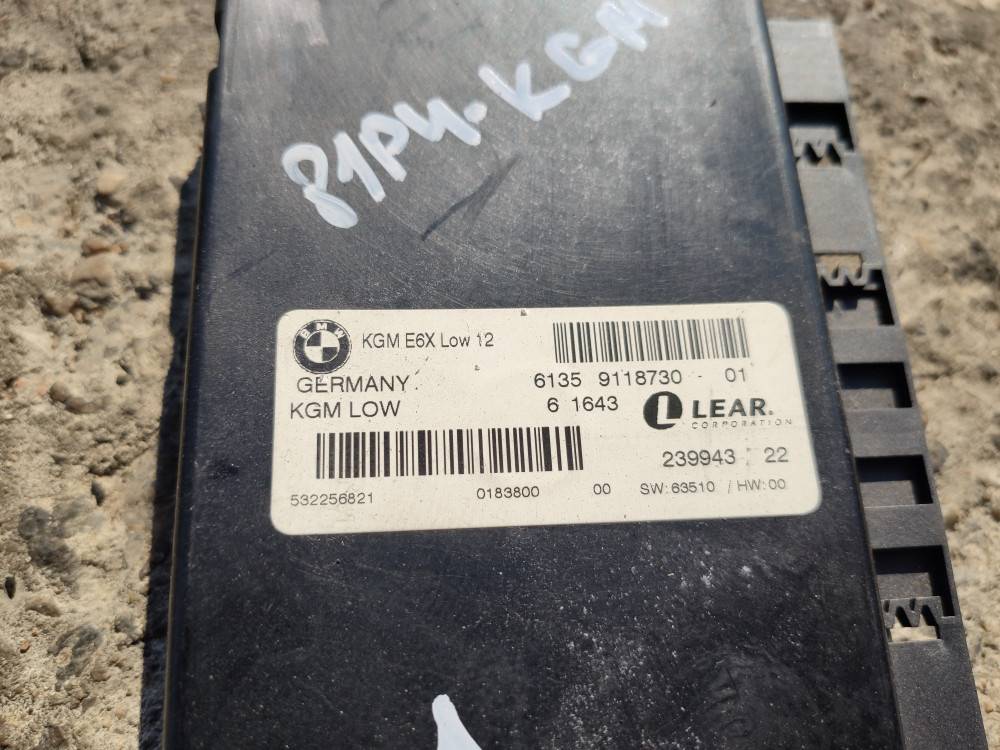 81PU. KGM
BMW
KGM E6X Low 12
GERMANY
6135 9118730 - 01
KGM LOW
6 1643
LEAR.
CORPORATION
239943 22
532256821
0183800 00
SW: 63510 / HW: 00